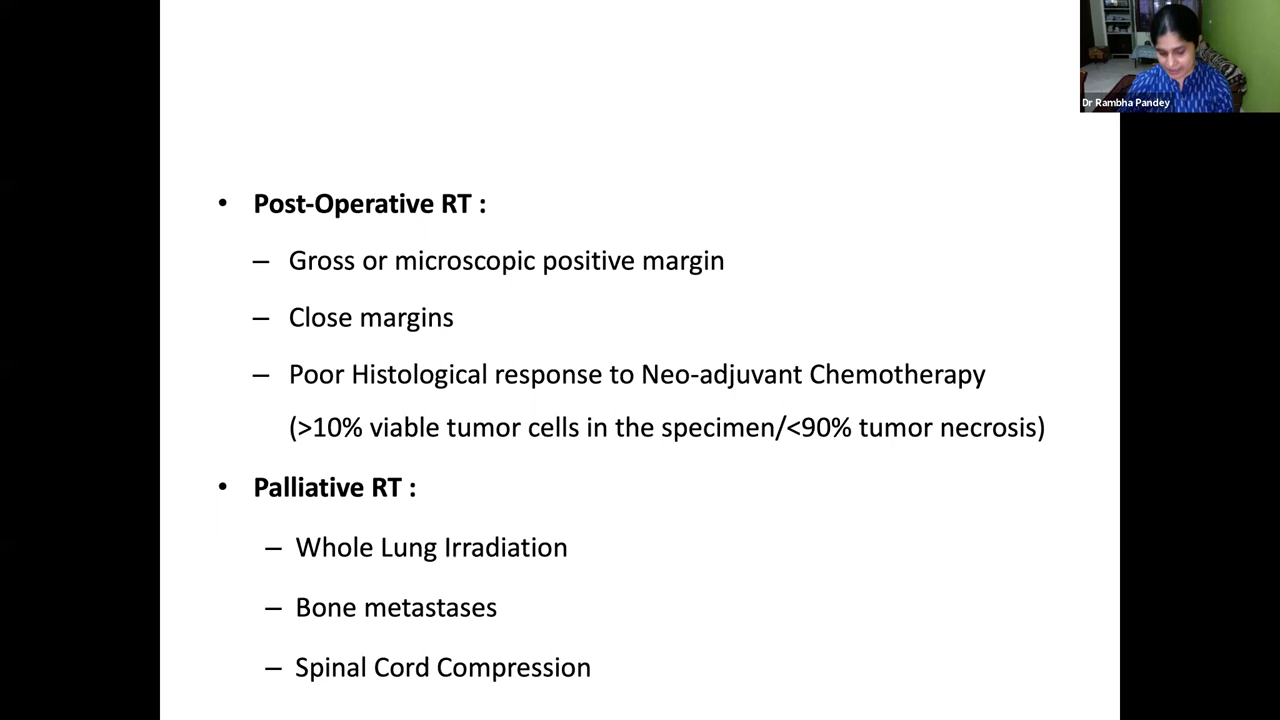 Dr Rambha Pandey
• Post-Operative RT :
– Gross or microscopic positive margin
– Close margins
– Poor Histological response to Neo-adjuvant Chemotherapy
(>10% viable tumor cells in the specimen/<90% tumor necrosis)
• Palliative RT :
– Whole Lung Irradiation
– Bone metastases
– Spinal Cord Compression